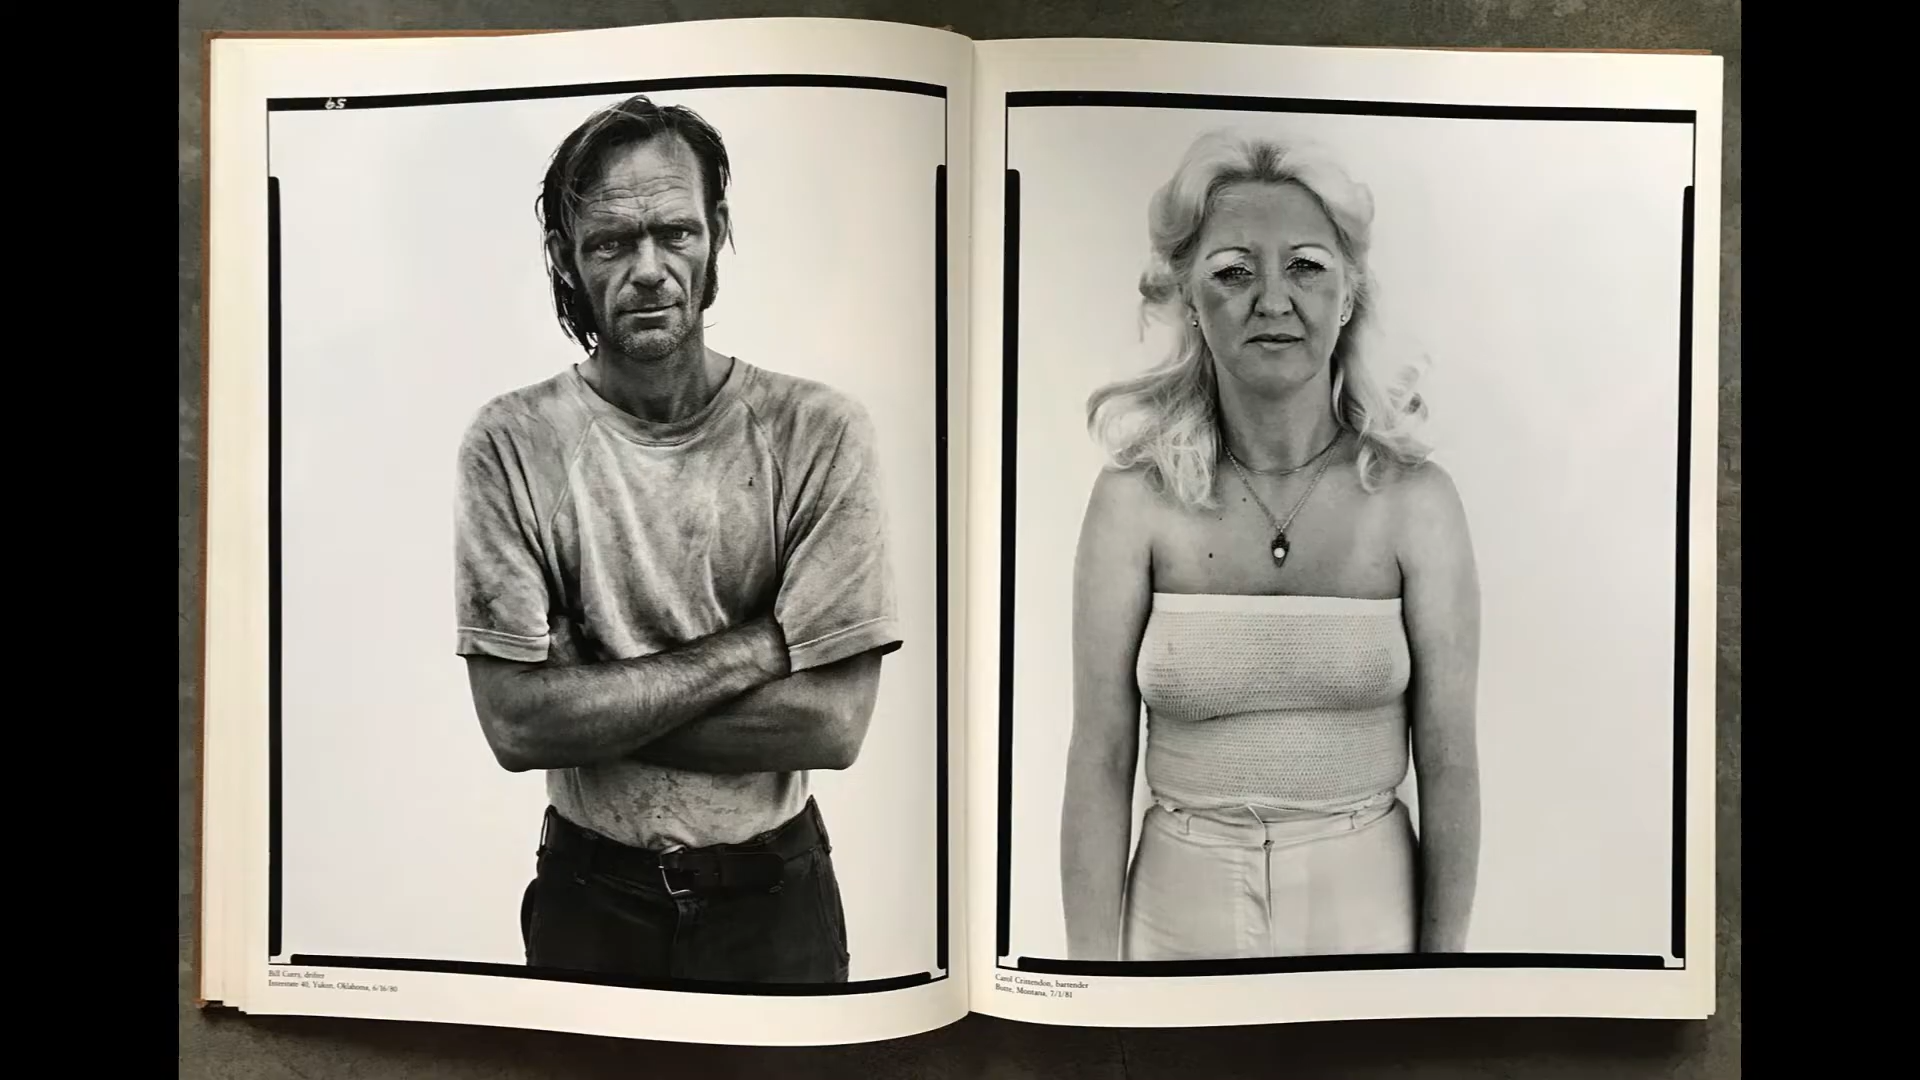 65
Bill Curry, drifter
Interstate 40, Yukon, Oklahoma, 6/16/80
Carol Crittendon, bartender
Butte, Montana, 7/1/81